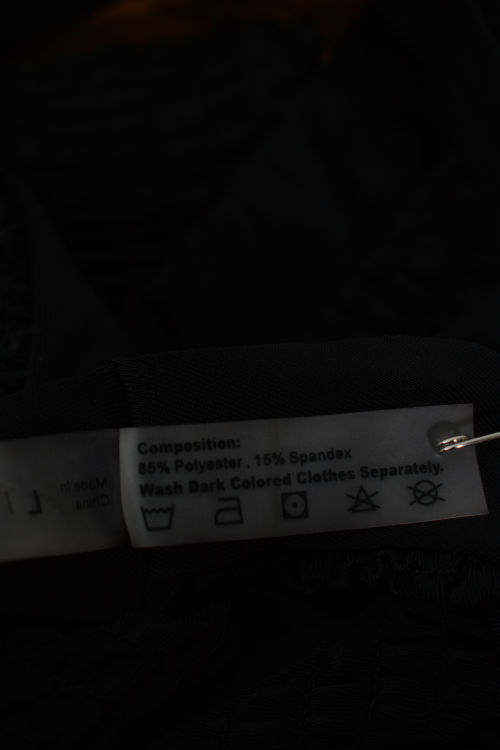 Composition:
85% Polyester , 15% Spandex
Wash Dark Colored Clothes Separately.
Made In
China
L